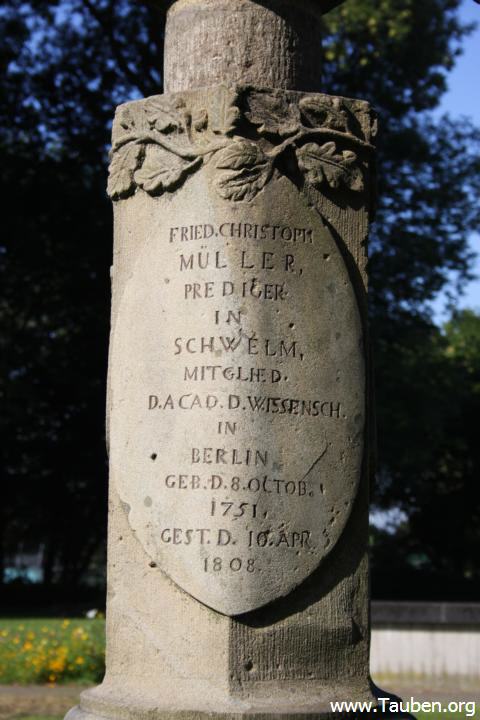 FRIED.CHRISTOPH
MÜLLER,
PREDIGER
IN
SCHWELM,
MITGLIED.
D.ACAD.D.WISSENSCH.
IN
BERLIN
GEB.D.8.OCTOB.
1751.
GEST.D. 10.APR
1808.
www.Tauben.org